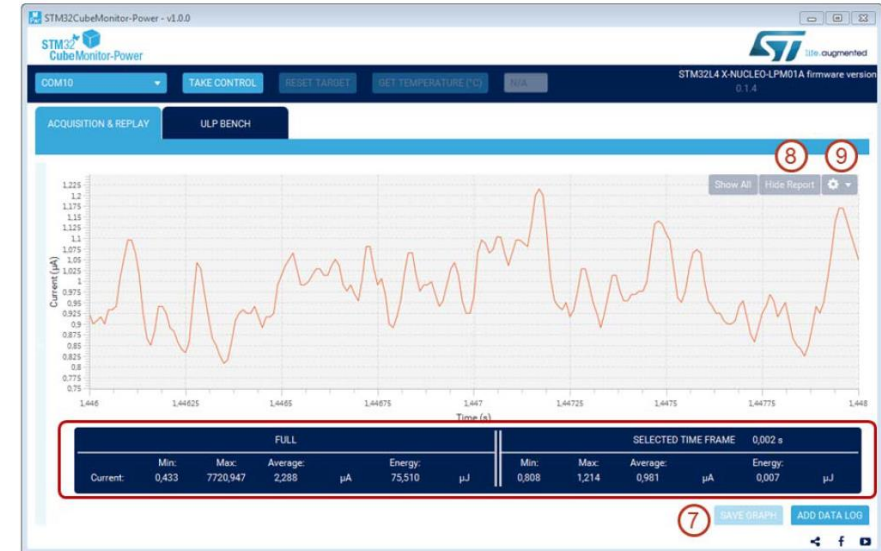 STM32CubeMonitor-Power - v1.0.0
STM32
CubeMonitor-Power
ST life.augmented
COM10
TAKE CONTROL
RESET TARGET
GET TEMPERATURE (°C)
N/A
STM32L4 X-NUCLEO-LPM01A firmware version
0.1.4
ACQUISITION & REPLAY
ULP BENCH
8
9
Show All
Hide Report
1,225
1,2
1,175
1,15
1,125
1,1
1,075
1,05
1,025
1
0,975
0,95
0,925
0,9
0,875
0,85
0,825
0,8
0,775
0,75
Current (µA)
1,446 1,44625 1,4465 1,44675 1,447 1,44725 1,4475 1,44775 1,448
Time (s)
FULL
SELECTED TIME FRAME 0,002 s
Min: Max: Average: Energy: Min: Max: Average: Energy:
Current: 0,433 7720,947 2,288 µA 75,510 µJ 0,808 1,214 0,981 µA 0,007 µJ
7
SAVE GRAPH
ADD DATA LOG